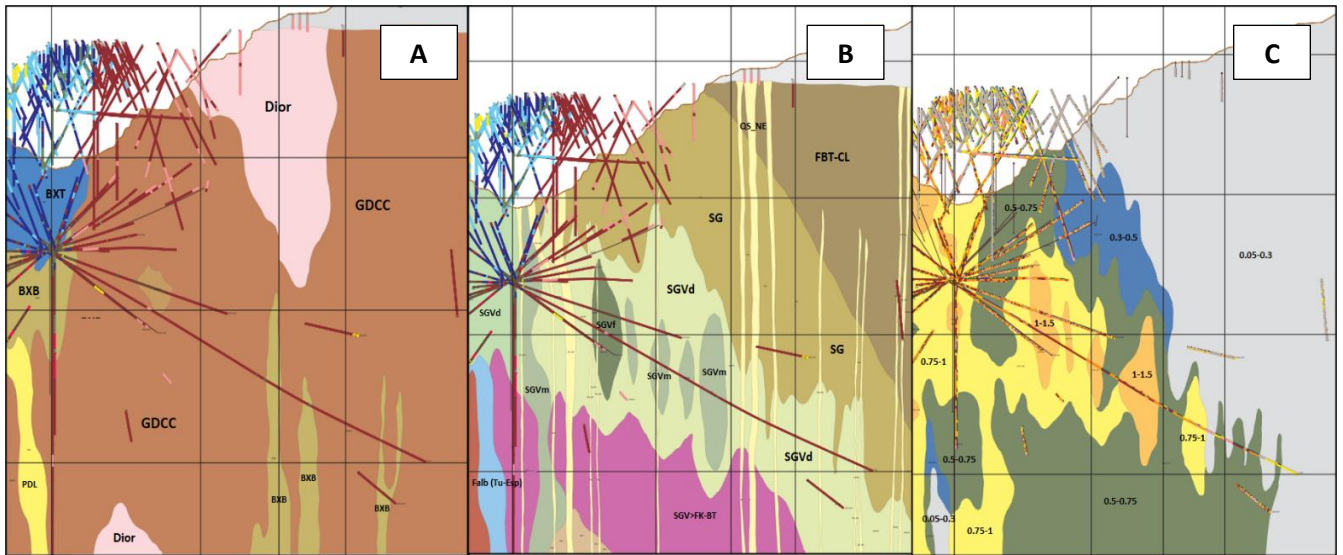 A
Dior
BXT
GDCC
BXB
GDCC
PDL
BXB
BXB
BXB
Dior
B
QS_NE
FBT-CL
SG
SGVd
SGVd
SGVf
SG
SGVm
SGVm
SGVm
SGVd
Falb (Tu-Esp)
SGV>FK-BT
C
0.5-0.75
0.3-0.5
0.05-0.3
1-1.5
0.75-1
1-1.5
0.75-1
0.5-0.75
0.5-0.75
0.05-0.3
0.75-1